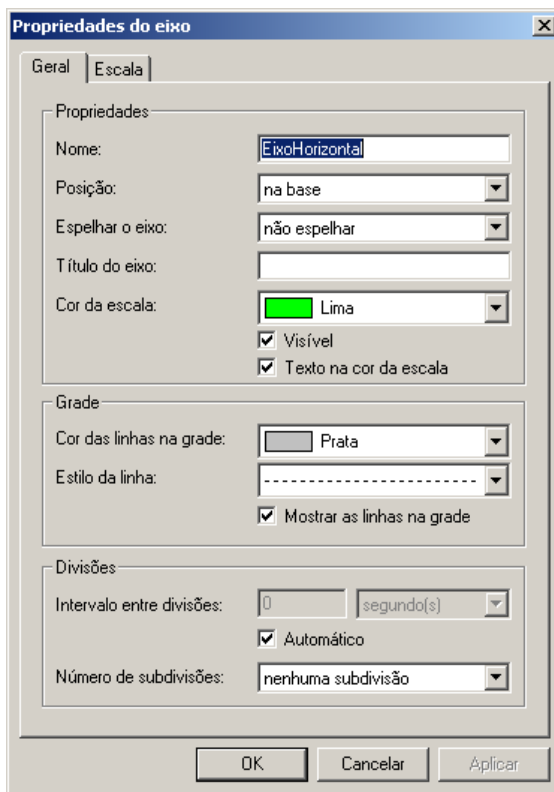 Propriedades do eixo
Geral Escala
Propriedades
Nome: EixoHorizontal
Posição: na base
Espelhar o eixo: não espelhar
Título do eixo:
Cor da escala: Lima
Visível
Texto na cor da escala
Grade
Cor das linhas na grade: Prata
Estilo da linha:
Mostrar as linhas na grade
Divisões
Intervalo entre divisões: 0 segundo(s)
Automático
Número de subdivisões: nenhuma subdivisão
OK Cancelar Aplicar